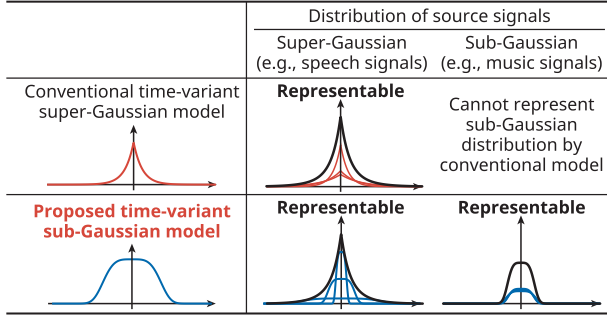 Distribution of source signals
Super-Gaussian
(e.g., speech signals)
Sub-Gaussian
(e.g., music signals)
Conventional time-variant
super-Gaussian model
Representable
Cannot represent
sub-Gaussian
distribution by
conventional model
Proposed time-variant
sub-Gaussian model
Representable
Representable